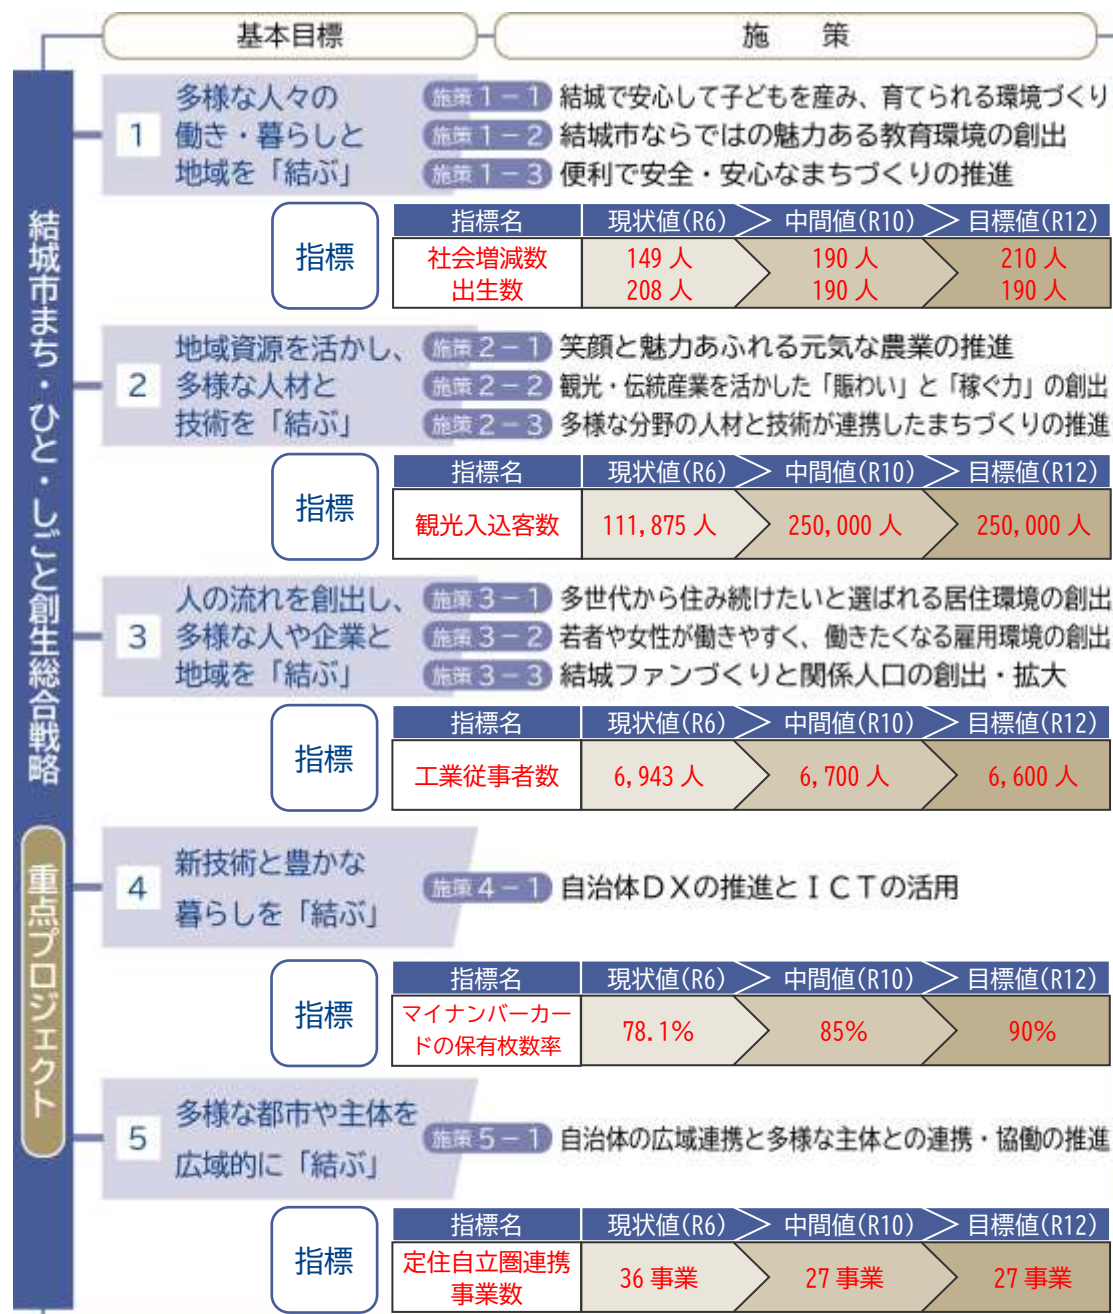 基本目標
施　策
結城市まち・ひと・しごと創生総合戦略
重点プロジェクト
1
多様な人々の
働き・暮らしと
地域を「結ぶ」
施策1－1 結城で安心して子どもを産み、育てられる環境づくり
施策1－2 結城市ならではの魅力ある教育環境の創出
施策1－3 便利で安全・安心なまちづくりの推進
指標
指標名 現状値(R6) 中間値(R10) 目標値(R12)
社会増減数 149 人 190 人 210 人
出生数 208 人 190 人 190 人
2
地域資源を活かし、
多様な人材と
技術を「結ぶ」
施策2－1 笑顔と魅力あふれる元気な農業の推進
施策2－2 観光・伝統産業を活かした「賑わい」と「稼ぐ力」の創出
施策2－3 多様な分野の人材と技術が連携したまちづくりの推進
指標
指標名 現状値(R6) 中間値(R10) 目標値(R12)
観光入込客数 111,875 人 250,000 人 250,000 人
3
人の流れを創出し、
多様な人や企業と
地域を「結ぶ」
施策3－1 多世代から住み続けたいと選ばれる居住環境の創出
施策3－2 若者や女性が働きやすく、働きたくなる雇用環境の創出
施策3－3 結城ファンづくりと関係人口の創出・拡大
指標
指標名 現状値(R6) 中間値(R10) 目標値(R12)
工業従事者数 6,943 人 6,700 人 6,600 人
4
新技術と豊かな
暮らしを「結ぶ」
施策4－1 自治体ＤＸの推進とＩＣＴの活用
指標
指標名 現状値(R6) 中間値(R10) 目標値(R12)
マイナンバーカー
ドの保有枚数率 78.1% 85% 90%
5
多様な都市や主体を
広域的に「結ぶ」
施策5－1 自治体の広域連携と多様な主体との連携・協働の推進
指標
指標名 現状値(R6) 中間値(R10) 目標値(R12)
定住自立圏連携
事業数 36 事業 27 事業 27 事業